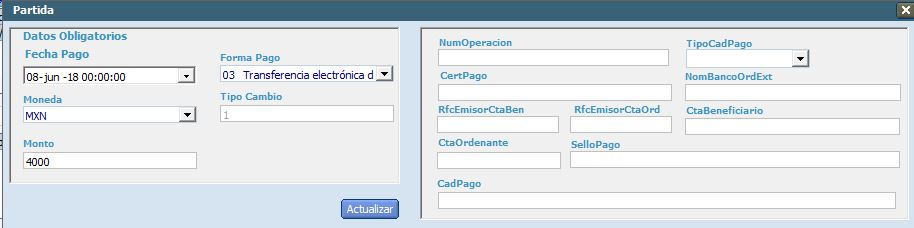 Partida
Datos Obligatorios
Fecha Pago
08-jun -18 00:00:00
Forma Pago
03 Transferencia electrónica d
Moneda
MXN
Tipo Cambio
1
Monto
4000
Actualizar
NumOperacion
TipoCadPago
CertPago
NomBancoOrdExt
RfcEmisorCtaBen
RfcEmisorCtaOrd
CtaBeneficiario
CtaOrdenante
SelloPago
CadPago